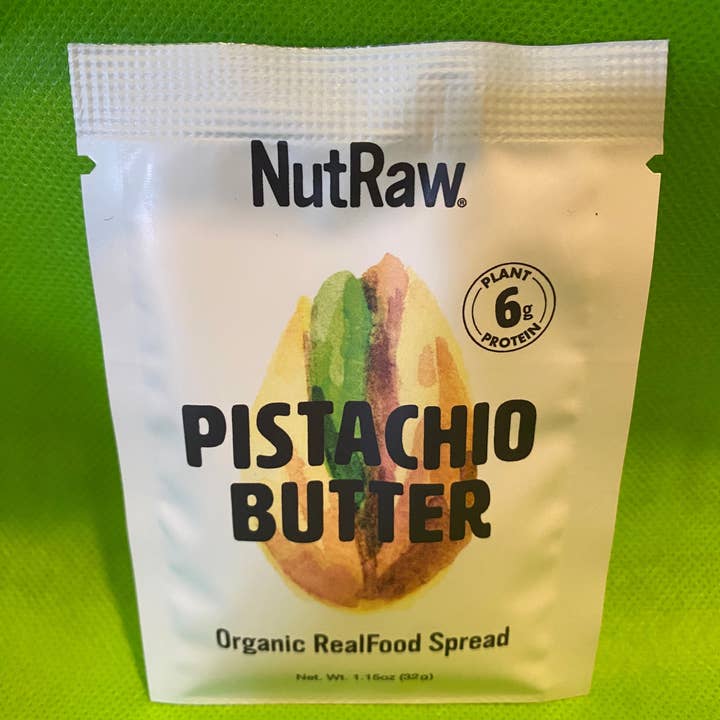 NutRaw®
PLANT
6g
PROTEIN
PISTACHIO
BUTTER
Organic RealFood Spread
Net. Wt. 1.15oz (32g)